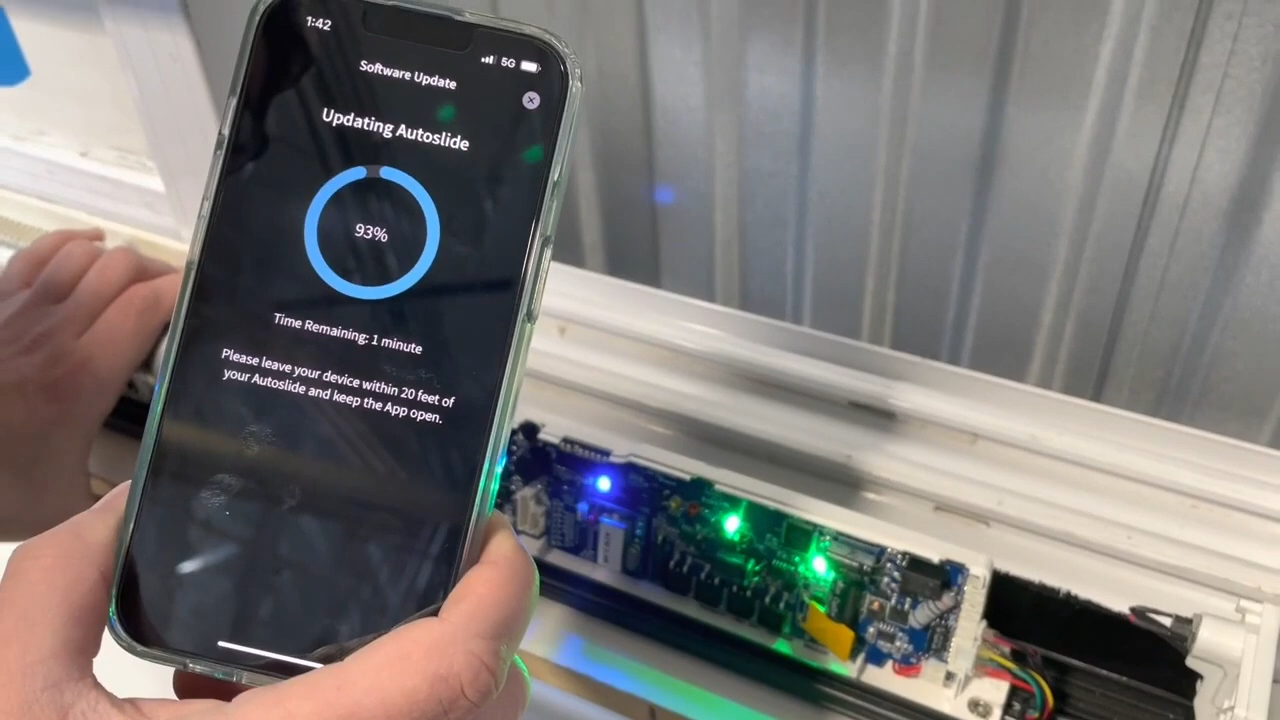 1:42
5G
Software Update
Updating Autoslide
93%
Time Remaining: 1 minute
Please leave your device within 20 feet of
your Autoslide and keep the App open.